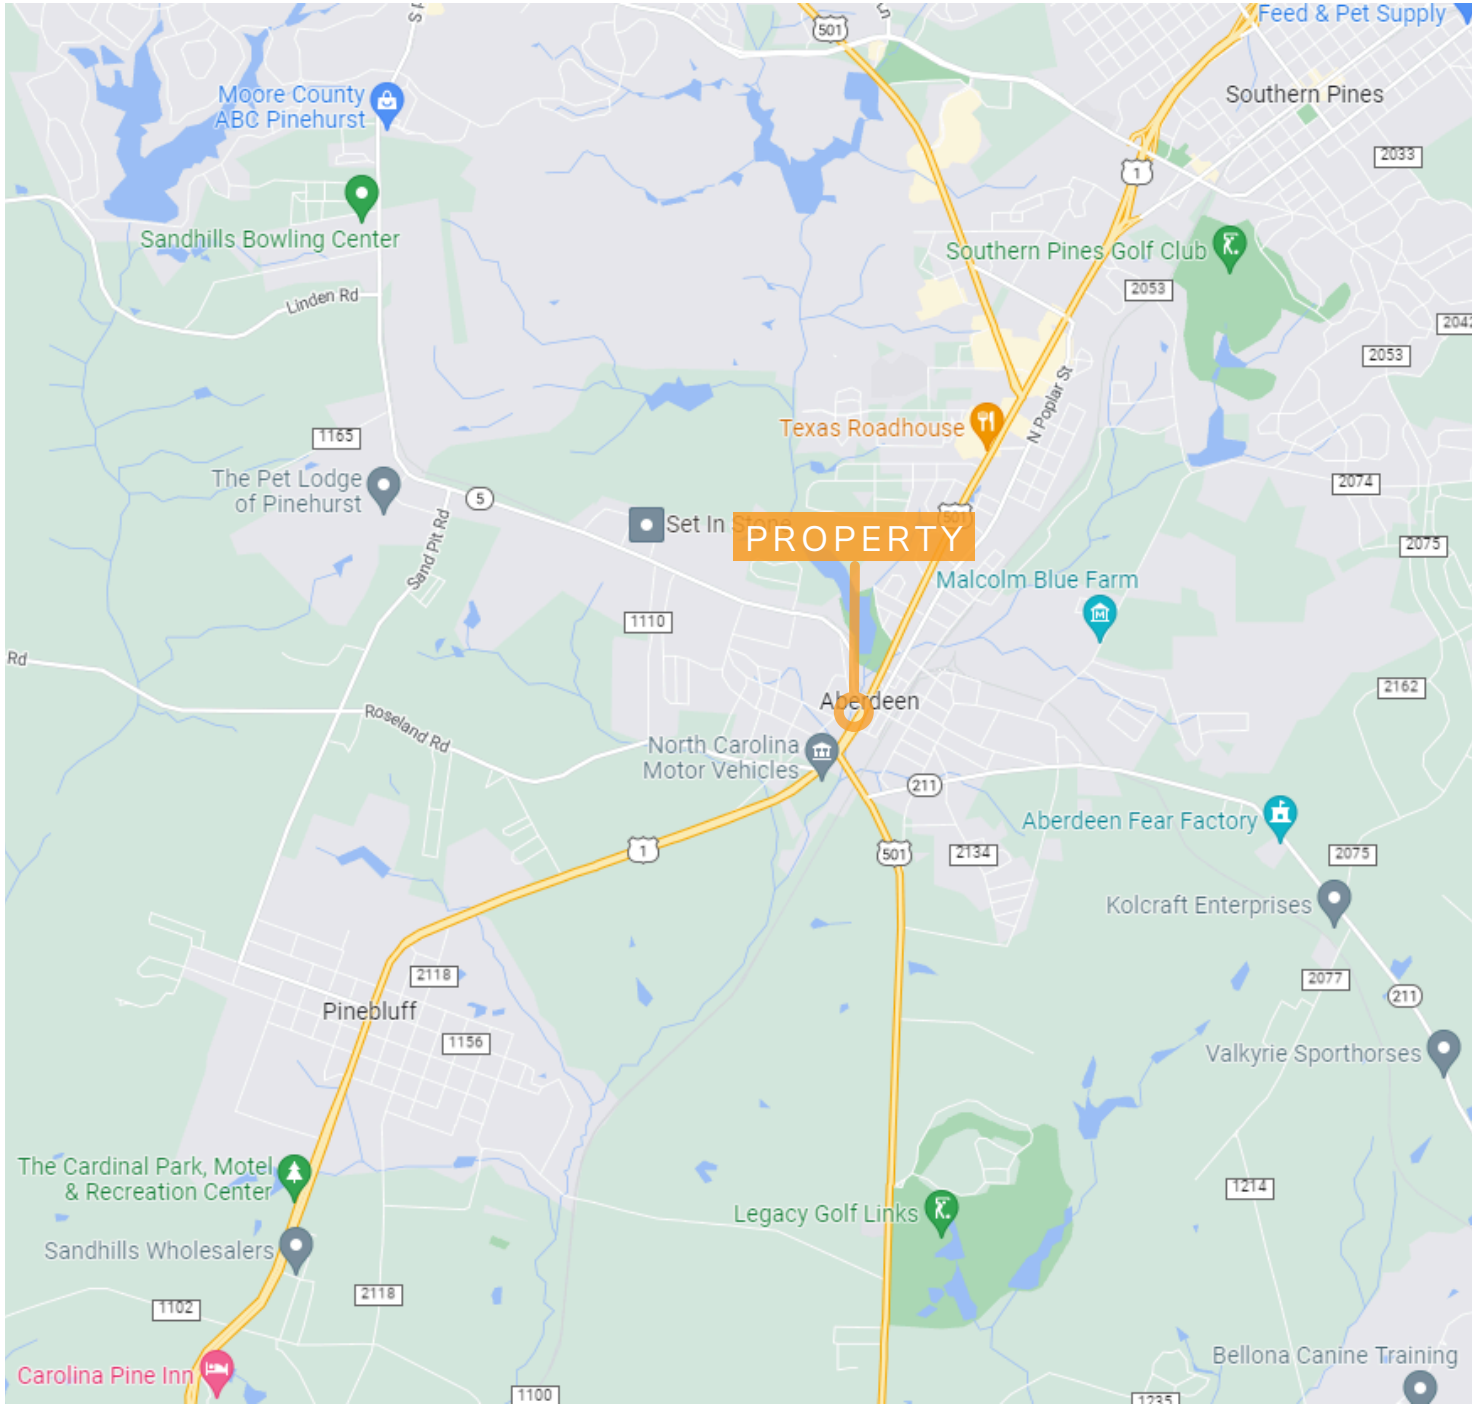 501
Feed & Pet Supply
Moore County
ABC Pinehurst
Southern Pines
2033
1
Sandhills Bowling Center
Southern Pines Golf Club
2053
Linden Rd
2053
N Poplar St
Texas Roadhouse
1165
The Pet Lodge
of Pinehurst
5
2074
Sand Pit Rd
Set In Stone
501
PROPERTY
2075
Malcolm Blue Farm
1110
Rd
2162
Aberdeen
Roseland Rd
North Carolina
Motor Vehicles
211
Aberdeen Fear Factory
1
501
2134
2075
Kolcraft Enterprises
2118
2077
211
Pinebluff
1156
Valkyrie Sporthorses
The Cardinal Park, Motel
& Recreation Center
1214
Legacy Golf Links
Sandhills Wholesalers
2118
1102
Bellona Canine Training
Carolina Pine Inn
1100
1235